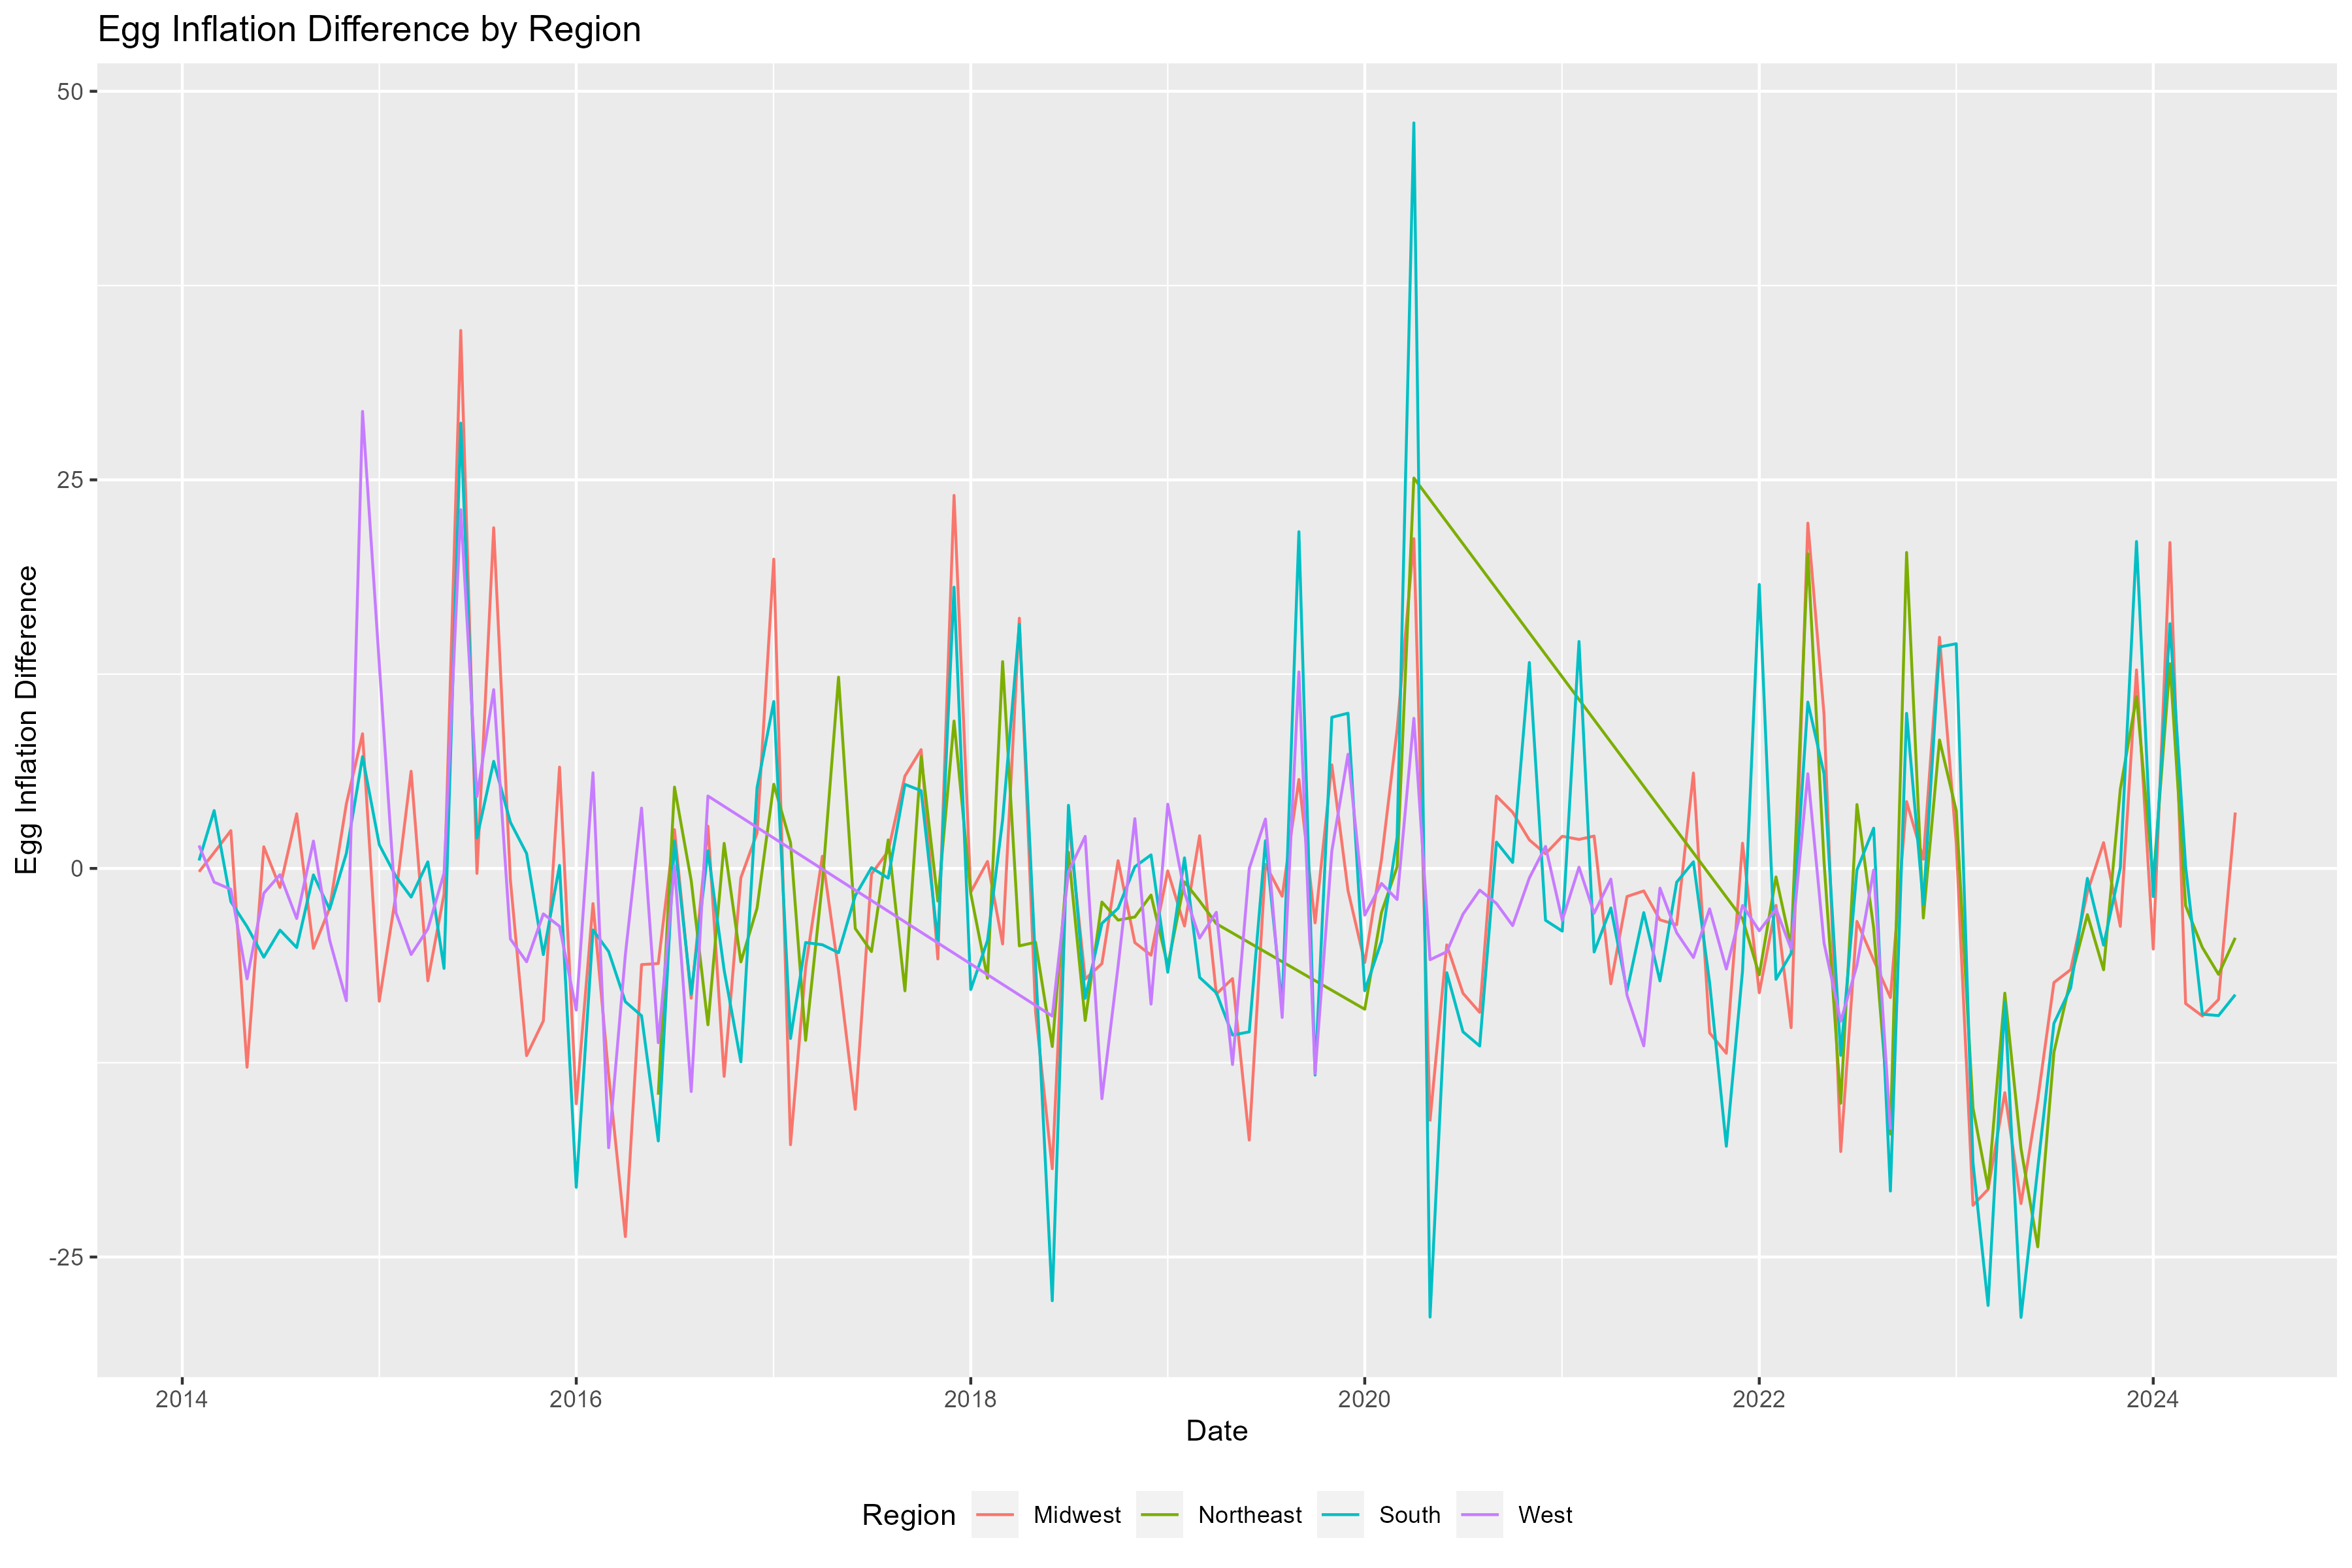 Egg Inflation Difference by Region
50
25
0
-25
Egg Inflation Difference
2014 2016 2018 2020 2022 2024
Date
Region Midwest Northeast South West